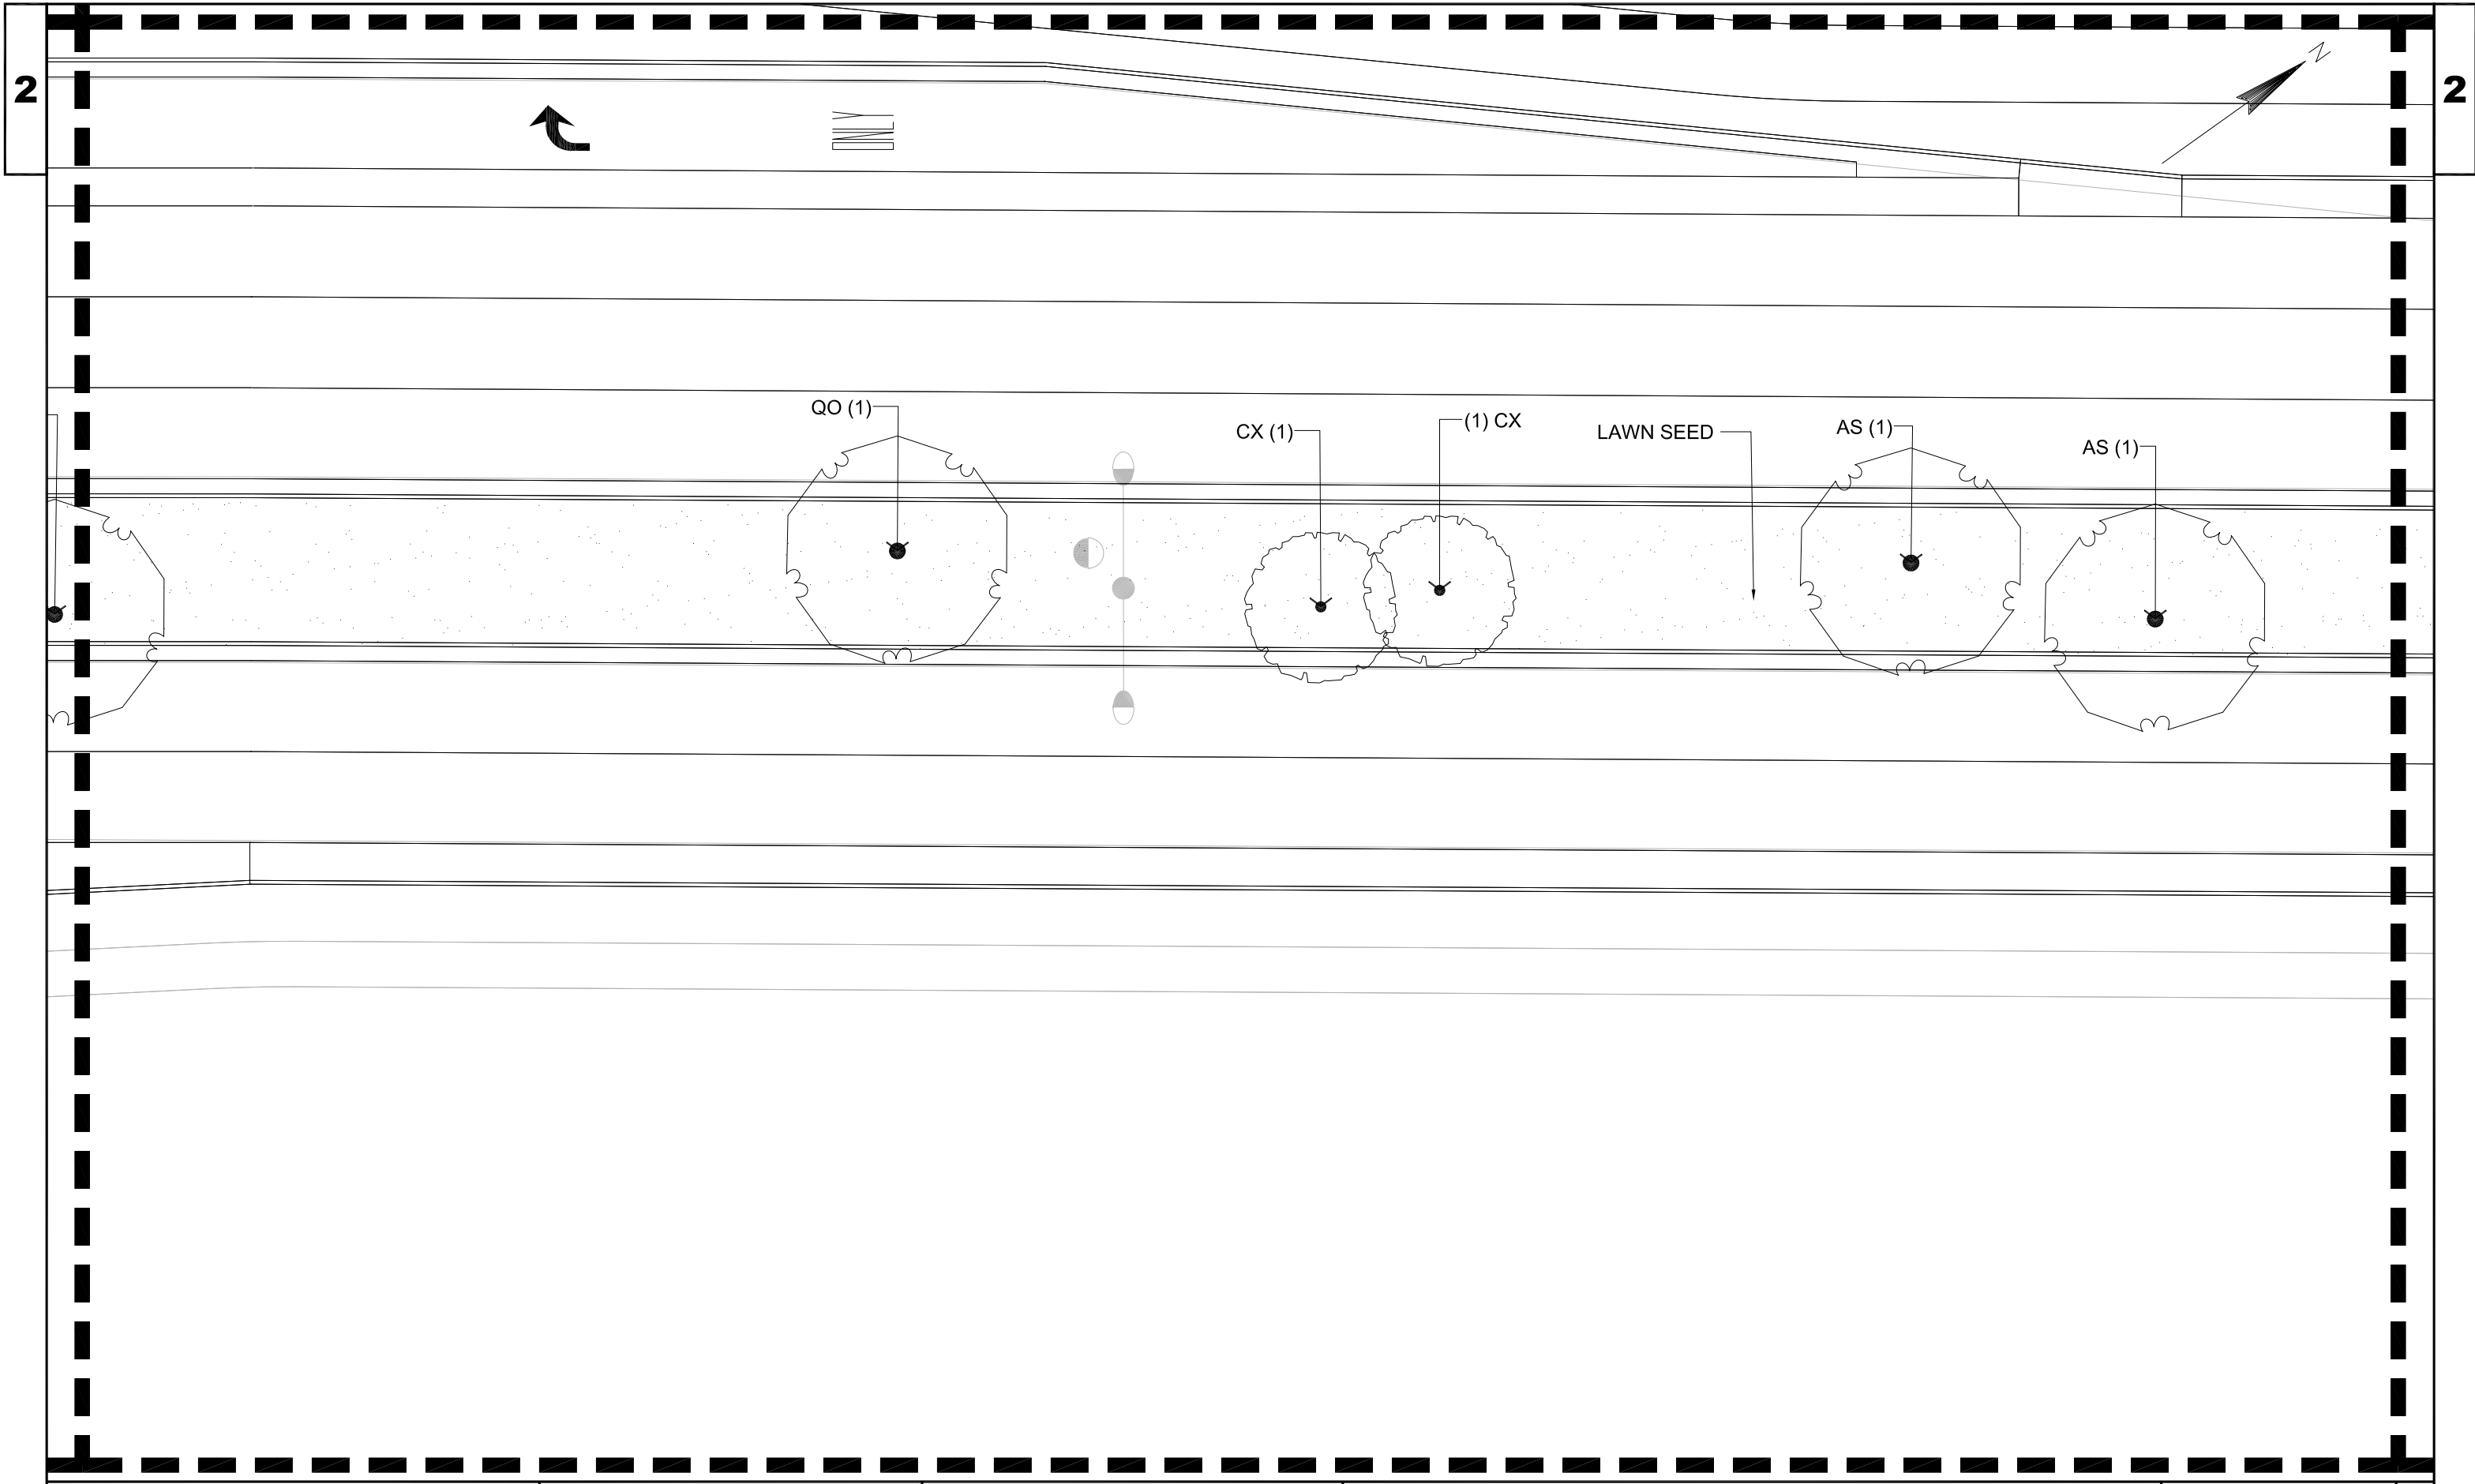 2
2
N
ONLY
QO (1)
CX (1)
(1) CX
LAWN SEED
AS (1)
AS (1)